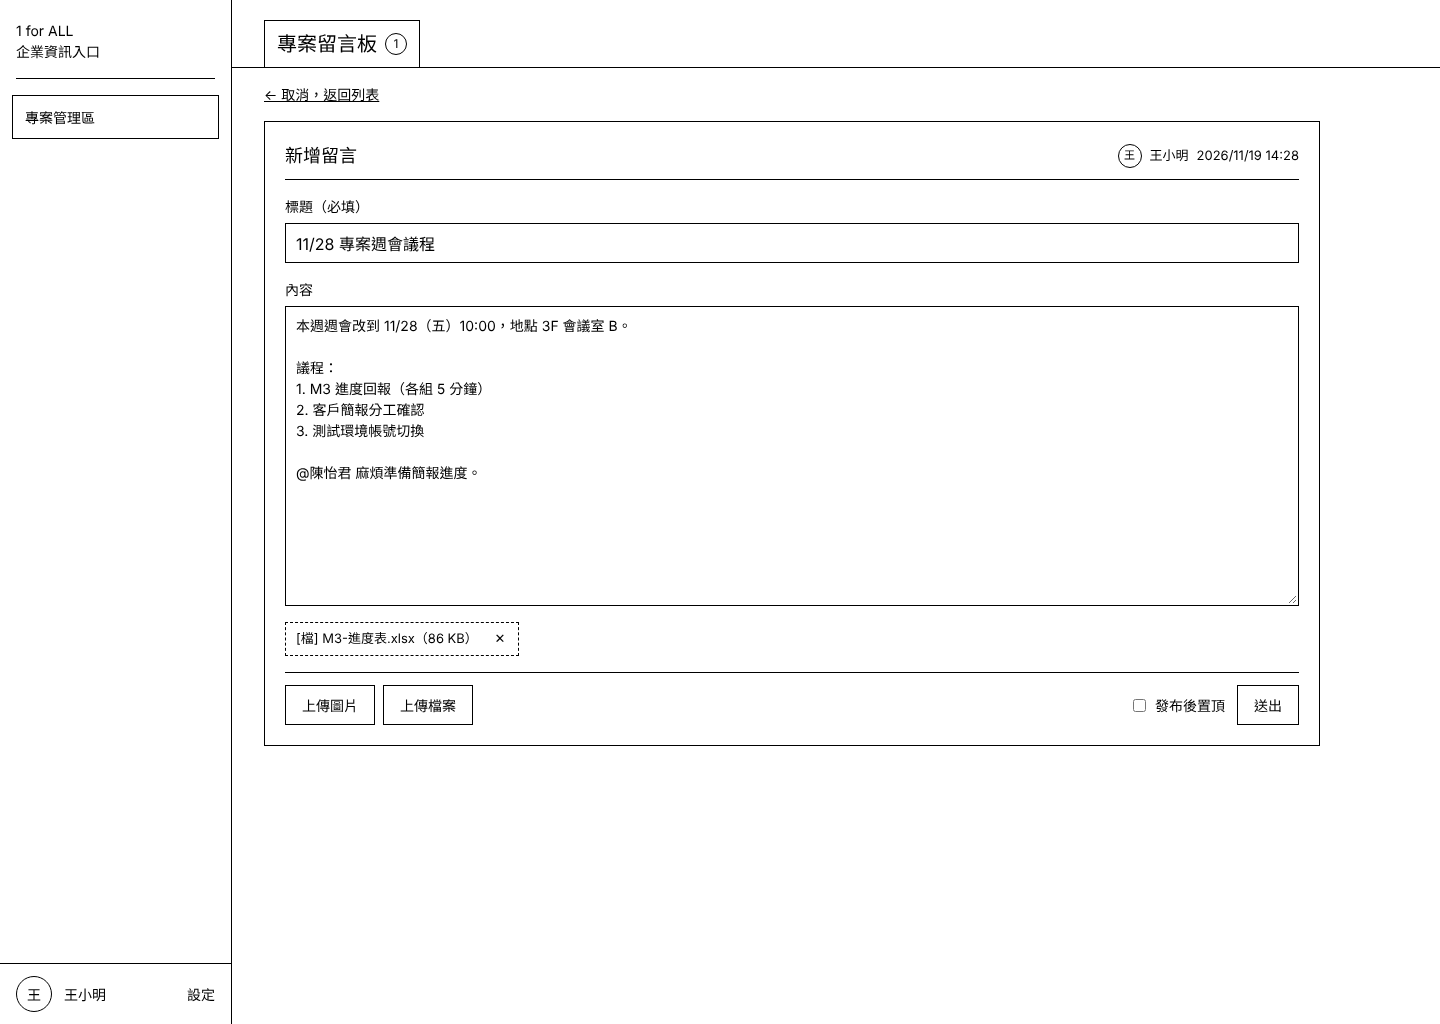 1 for ALL
企業資訊入口
專案管理區
專案留言板 1
← 取消，返回列表
新增留言
王 王小明 2026/11/19 14:28
標題（必填）
11/28 專案週會議程
內容
本週週會改到 11/28（五）10:00，地點 3F 會議室 B。
議程：
1. M3 進度回報（各組 5 分鐘）
2. 客戶簡報分工確認
3. 測試環境帳號切換
@陳怡君 麻煩準備簡報進度。
[檔] M3-進度表.xlsx（86 KB） ✕
上傳圖片 上傳檔案 發布後置頂 送出
王 王小明 設定